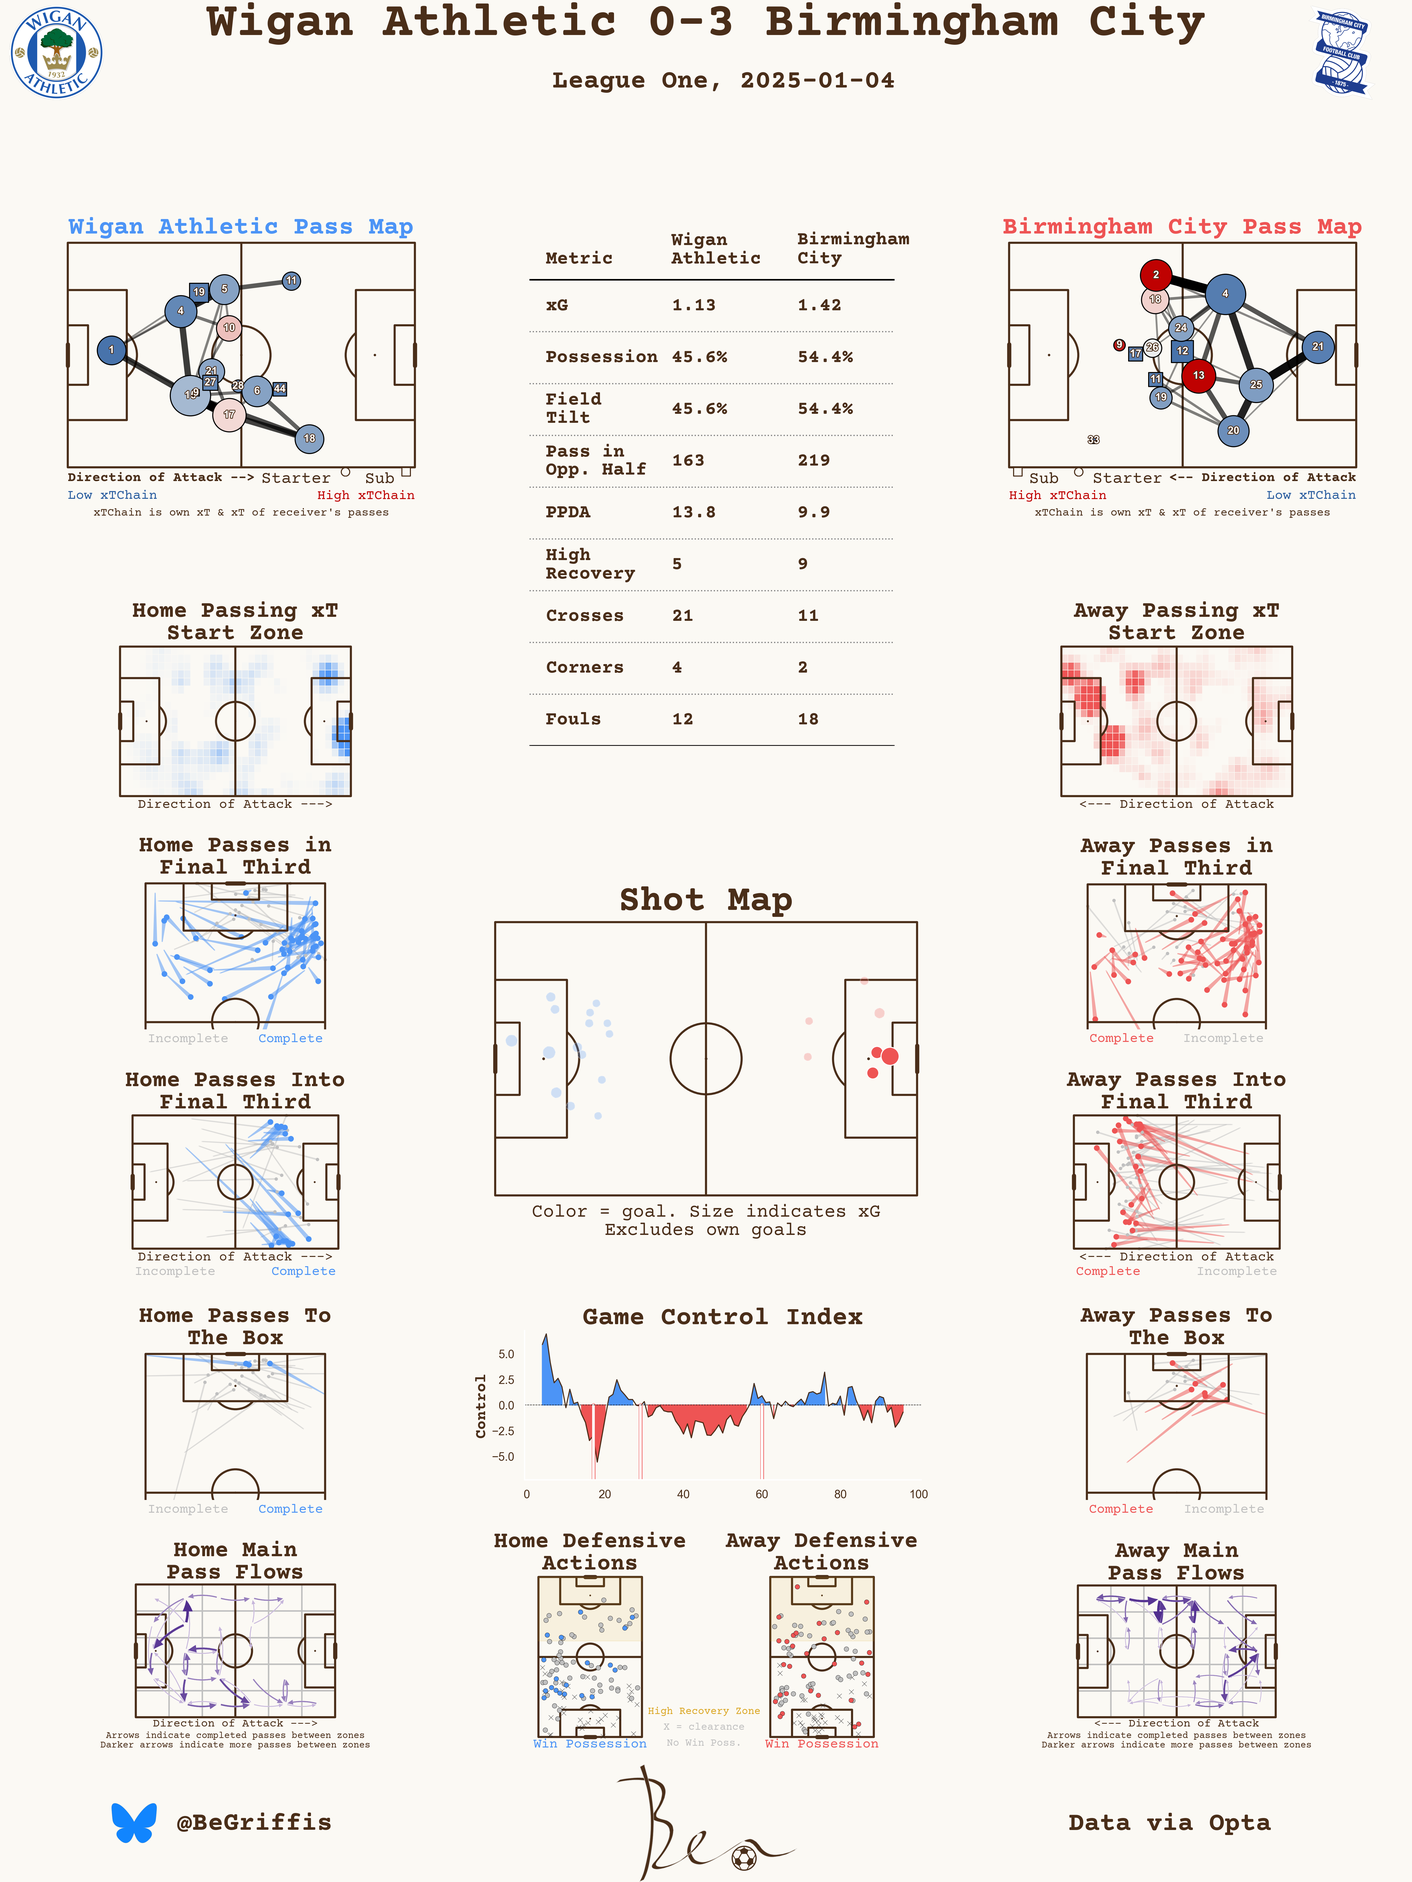 Wigan Athletic 0-3 Birmingham City
League One, 2025-01-04
WIGAN
1932
ATHLETIC
BIRMINGHAM CITY
FOOTBALL CLUB
1875
Wigan Athletic Pass Map
1
4
19
5
11
10
21
27
9
15
28
6
44
17
18
Direction of Attack --> Starter Sub
Low xTChain High xTChain
xTChain is own xT & xT of receiver's passes
Metric Wigan Athletic Birmingham City
xG 1.13 1.42
Possession 45.6% 54.4%
Field Tilt 45.6% 54.4%
Pass in Opp. Half 163 219
PPDA 13.8 9.9
High Recovery 5 9
Crosses 21 11
Corners 4 2
Fouls 12 18
Birmingham City Pass Map
2
18
4
24
9
17
26
12
21
11
13
19
25
20
33
Sub Starter <-- Direction of Attack
High xTChain Low xTChain
xTChain is own xT & xT of receiver's passes
Home Passing xT
Start Zone
Direction of Attack --->
Away Passing xT
Start Zone
<--- Direction of Attack
Home Passes in
Final Third
Incomplete Complete
Shot Map
Color = goal. Size indicates xG
Excludes own goals
Away Passes in
Final Third
Complete Incomplete
Home Passes Into
Final Third
Direction of Attack --->
Incomplete Complete
Away Passes Into
Final Third
<--- Direction of Attack
Complete Incomplete
Home Passes To
The Box
Incomplete Complete
Game Control Index
Control
5.0
2.5
0.0
−2.5
−5.0
0 20 40 60 80 100
Away Passes To
The Box
Complete Incomplete
Home Main
Pass Flows
Direction of Attack --->
Arrows indicate completed passes between zones
Darker arrows indicate more passes between zones
Home Defensive
Actions
Win Possession
Away Defensive
Actions
Win Possession
High Recovery Zone
X = clearance
No Win Poss.
Away Main
Pass Flows
<--- Direction of Attack
Arrows indicate completed passes between zones
Darker arrows indicate more passes between zones
@BeGriffis
Ben
Data via Opta